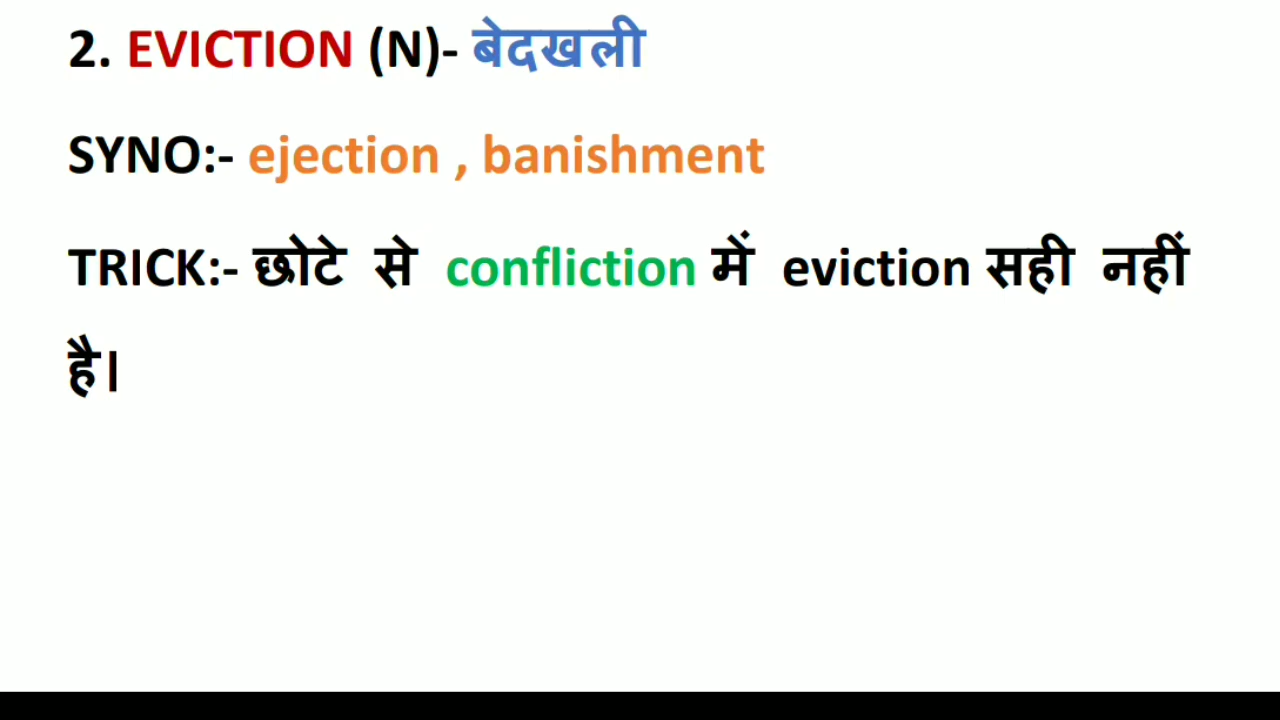 2. EVICTION (N)- बेदखली
SYNO:- ejection , banishment
TRICK:- छोटे से confliction में eviction सही नहीं
है।